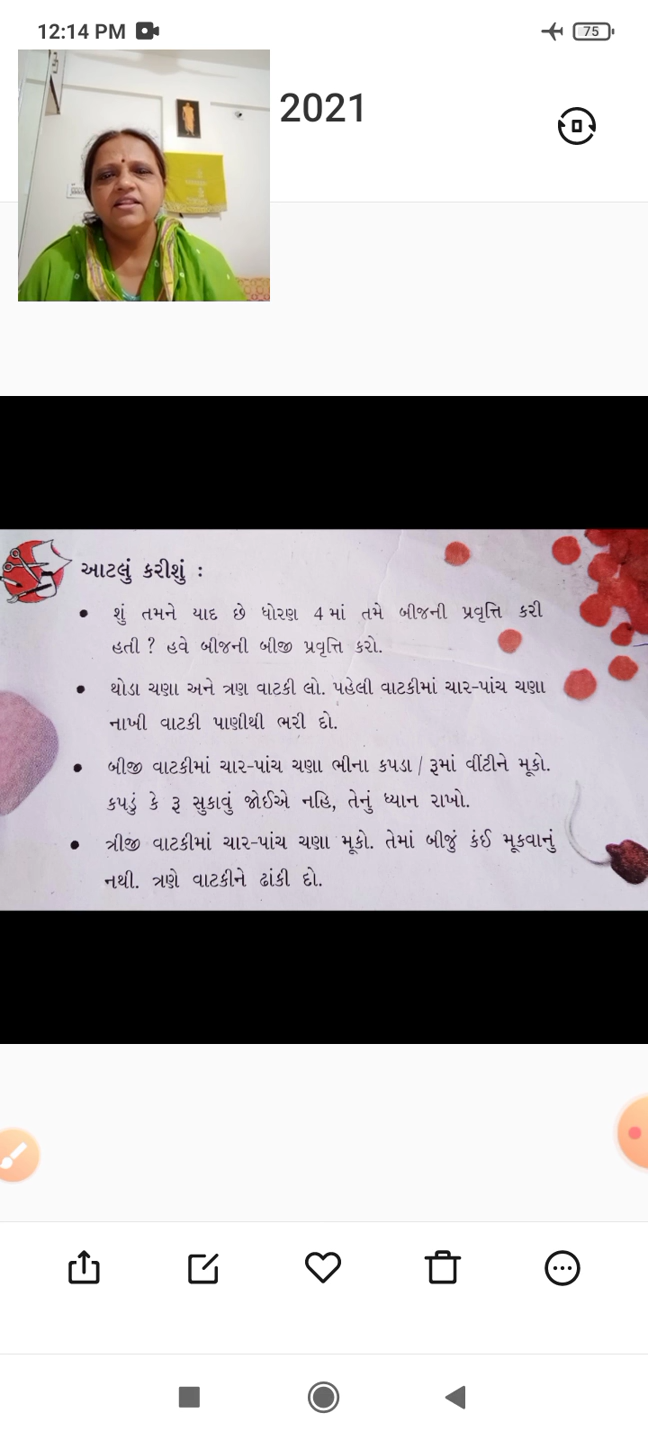 12:14 PM
75
2021
આટલું કરીશું :
• શું તમને યાદ છે ધોરણ 4 માં તમે બીજની પ્રવૃત્તિ કરી
હતી ? હવે બીજની બીજી પ્રવૃત્તિ કરો.
• થોડા ચણા અને ત્રણ વાટકી લો. પહેલી વાટકીમાં ચાર-પાંચ ચણા
નાખી વાટકી પાણીથી ભરી દો.
• બીજી વાટકીમાં ચાર-પાંચ ચણા ભીના કપડા / રૂમાં વીંટીને મૂકો.
કપડું કે રૂ સુકાવું જોઈએ નહિ, તેનું ધ્યાન રાખો.
• ત્રીજી વાટકીમાં ચાર-પાંચ ચણા મૂકો. તેમાં બીજું કંઈ મૂકવાનું
નથી. ત્રણે વાટકીને ઢાંકી દો.